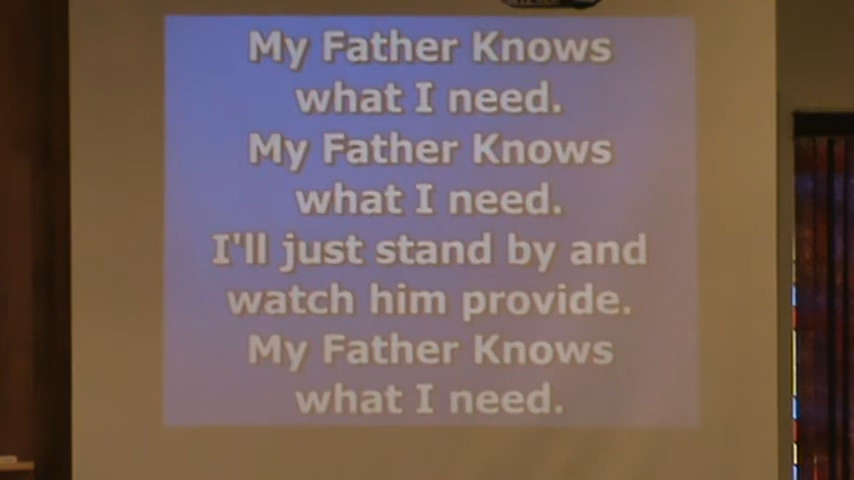 My Father Knows
what I need.
My Father Knows
what I need.
I'll just stand by and
watch him provide.
My Father Knows
what I need.